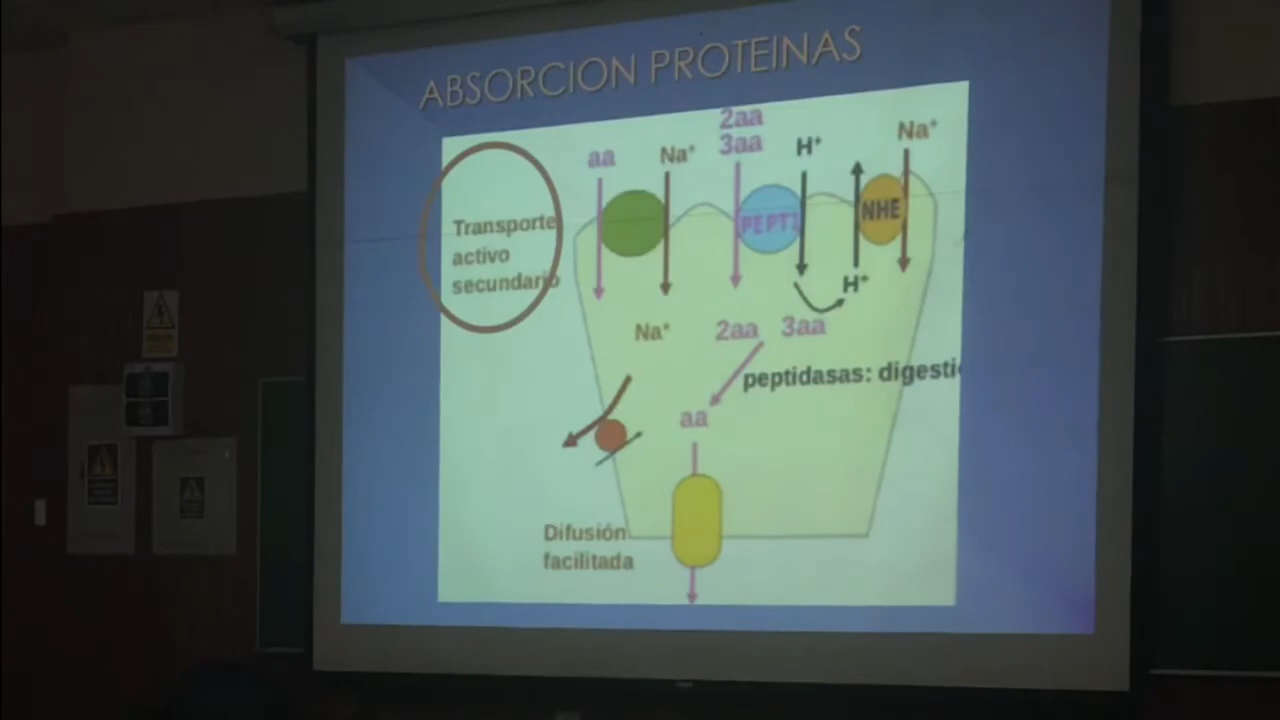 ABSORCION PROTEINAS
2aa
3aa
aa
Na⁺
H⁺
Na⁺
Transporte
activo
secundario
PEPT1
NHE
H⁺
Na⁺
2aa 3aa
peptidasas: digesti
aa
Difusión
facilitada